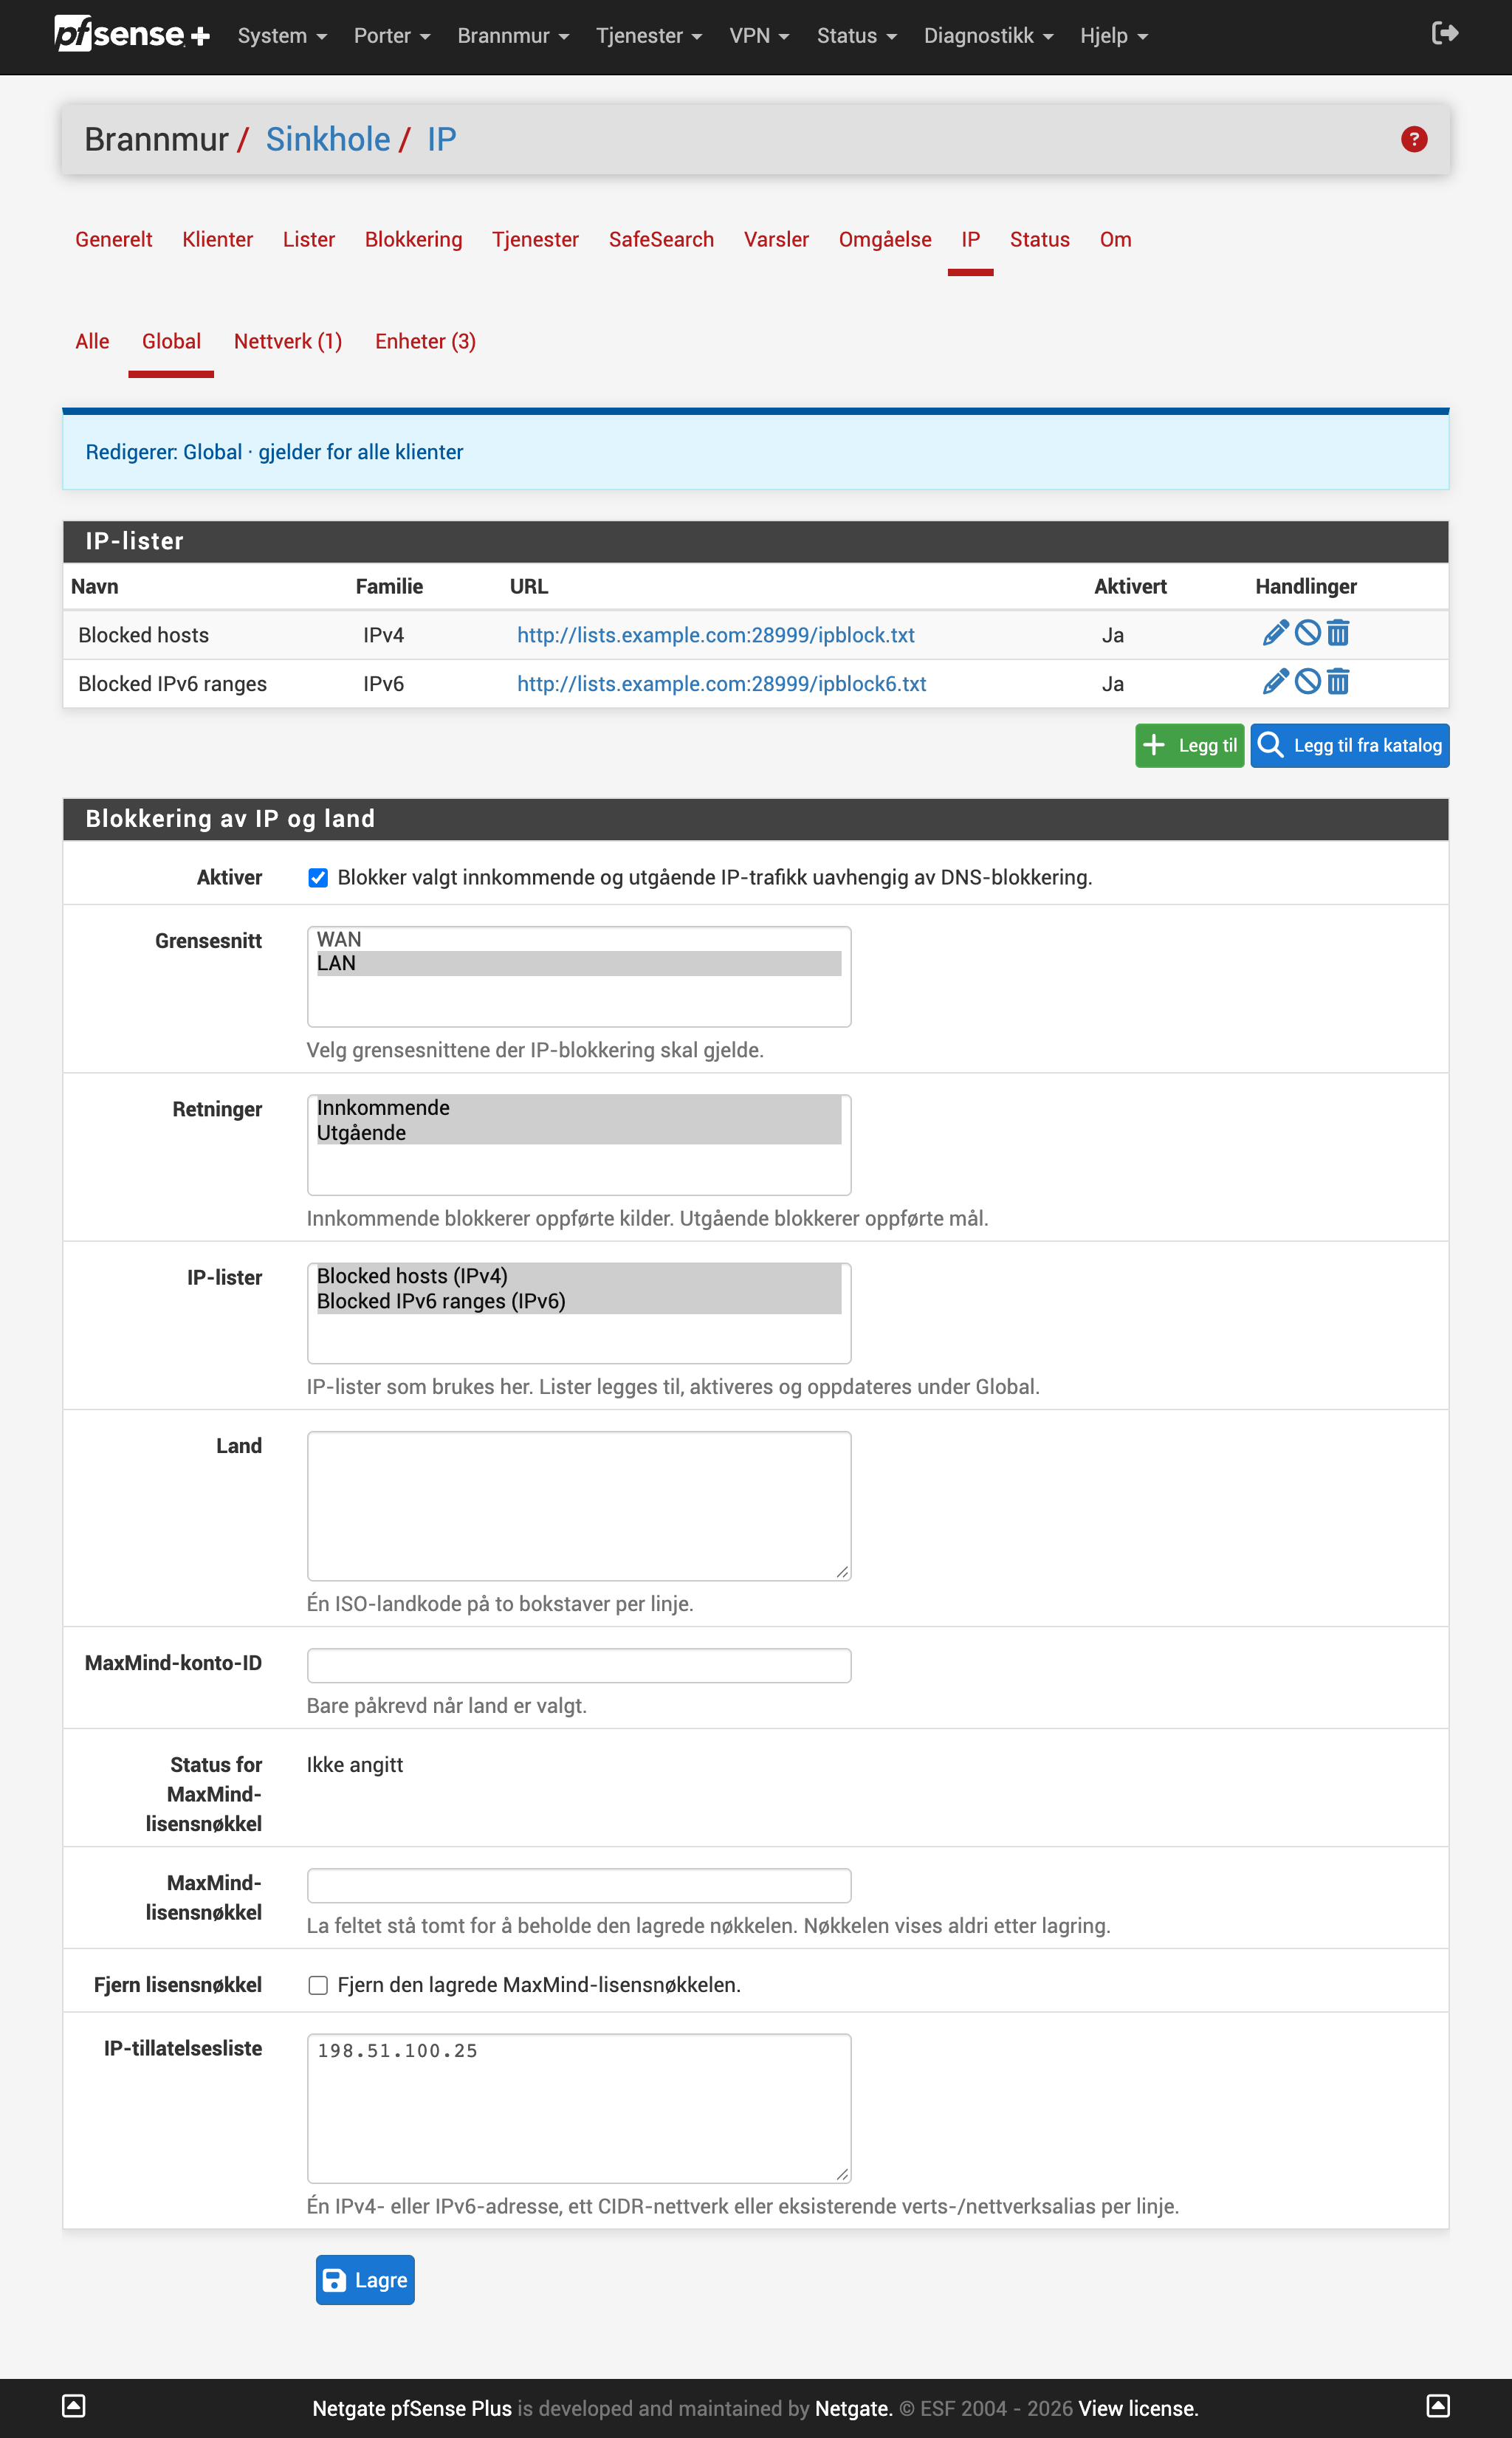 pfsense +
System Porter Brannmur Tjenester VPN Status Diagnostikk Hjelp
Brannmur / Sinkhole / IP
Generelt Klienter Lister Blokkering Tjenester SafeSearch Varsler Omgåelse IP Status Om
Alle Global Nettverk (1) Enheter (3)
Redigerer: Global · gjelder for alle klienter
IP-lister
Navn Familie URL Aktivert Handlinger
Blocked hosts IPv4 http://lists.example.com:28999/ipblock.txt Ja
Blocked IPv6 ranges IPv6 http://lists.example.com:28999/ipblock6.txt Ja
Legg til Legg til fra katalog
Blokkering av IP og land
Aktiver Blokker valgt innkommende og utgående IP-trafikk uavhengig av DNS-blokkering.
Grensesnitt WAN
LAN
Velg grensesnittene der IP-blokkering skal gjelde.
Retninger Innkommende
Utgående
Innkommende blokkerer oppførte kilder. Utgående blokkerer oppførte mål.
IP-lister Blocked hosts (IPv4)
Blocked IPv6 ranges (IPv6)
IP-lister som brukes her. Lister legges til, aktiveres og oppdateres under Global.
Land
Én ISO-landkode på to bokstaver per linje.
MaxMind-konto-ID
Bare påkrevd når land er valgt.
Status for Ikke angitt
MaxMind-
lisensnøkkel
MaxMind-
lisensnøkkel
La feltet stå tomt for å beholde den lagrede nøkkelen. Nøkkelen vises aldri etter lagring.
Fjern lisensnøkkel Fjern den lagrede MaxMind-lisensnøkkelen.
IP-tillatelsesliste 198.51.100.25
Én IPv4- eller IPv6-adresse, ett CIDR-nettverk eller eksisterende verts-/nettverksalias per linje.
Lagre
Netgate pfSense Plus is developed and maintained by Netgate. © ESF 2004 - 2026 View license.